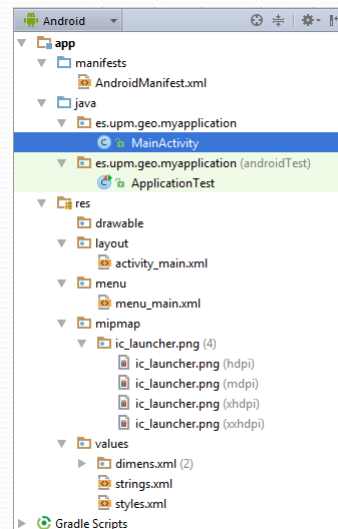 Android
app
manifests
AndroidManifest.xml
java
es.upm.geo.myapplication
MainActivity
es.upm.geo.myapplication (androidTest)
ApplicationTest
res
drawable
layout
activity_main.xml
menu
menu_main.xml
mipmap
ic_launcher.png (4)
ic_launcher.png (hdpi)
ic_launcher.png (mdpi)
ic_launcher.png (xhdpi)
ic_launcher.png (xxhdpi)
values
dimens.xml (2)
strings.xml
styles.xml
Gradle Scripts